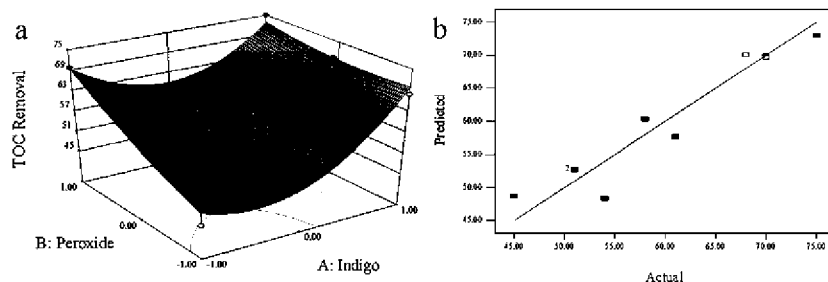 a
75
69
63
57
51
45
TOC Removal
1.00
0.00
-1.00
B: Peroxide
-1.00
0.00
1.00
A: Indigo
b
75.00
70.00
65.00
60.00
55.00
50.00
45.00
Predicted
2
45.00 50.00 55.00 60.00 65.00 70.00 75.00
Actual